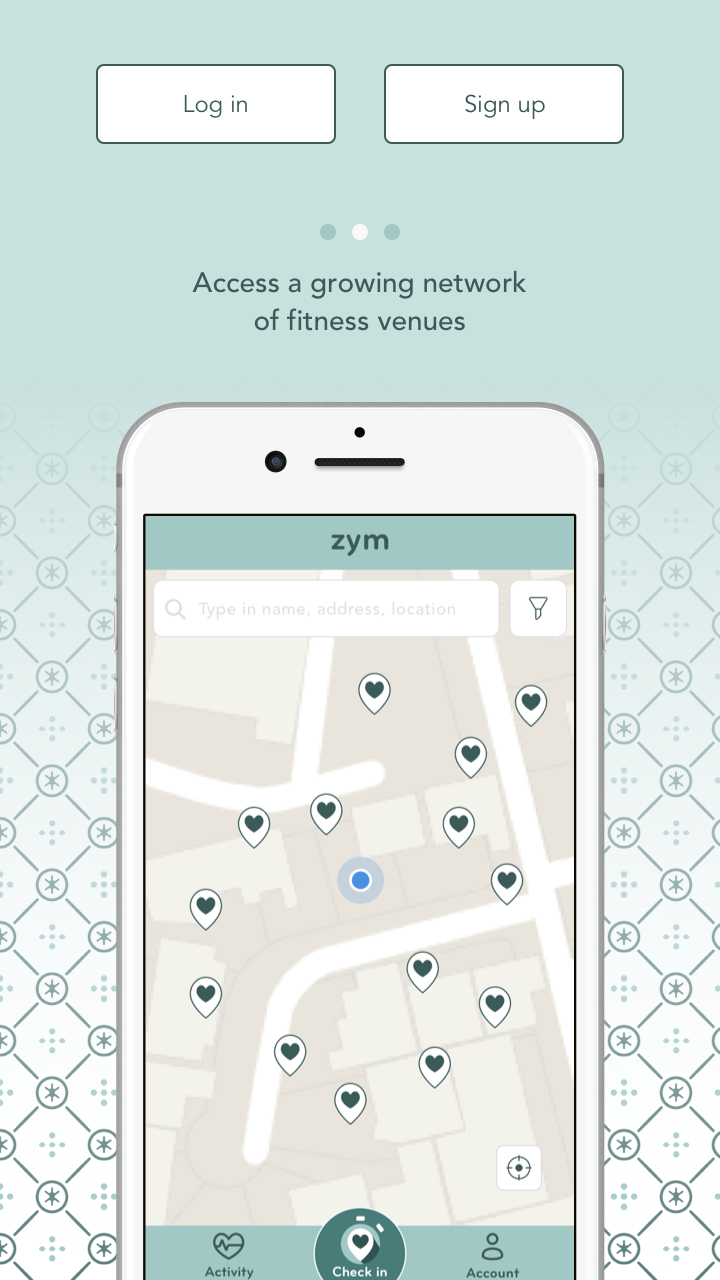 Log in
Sign up
Access a growing network
of fitness venues
zym
Type in name, address, location
Activity
Check in
Account